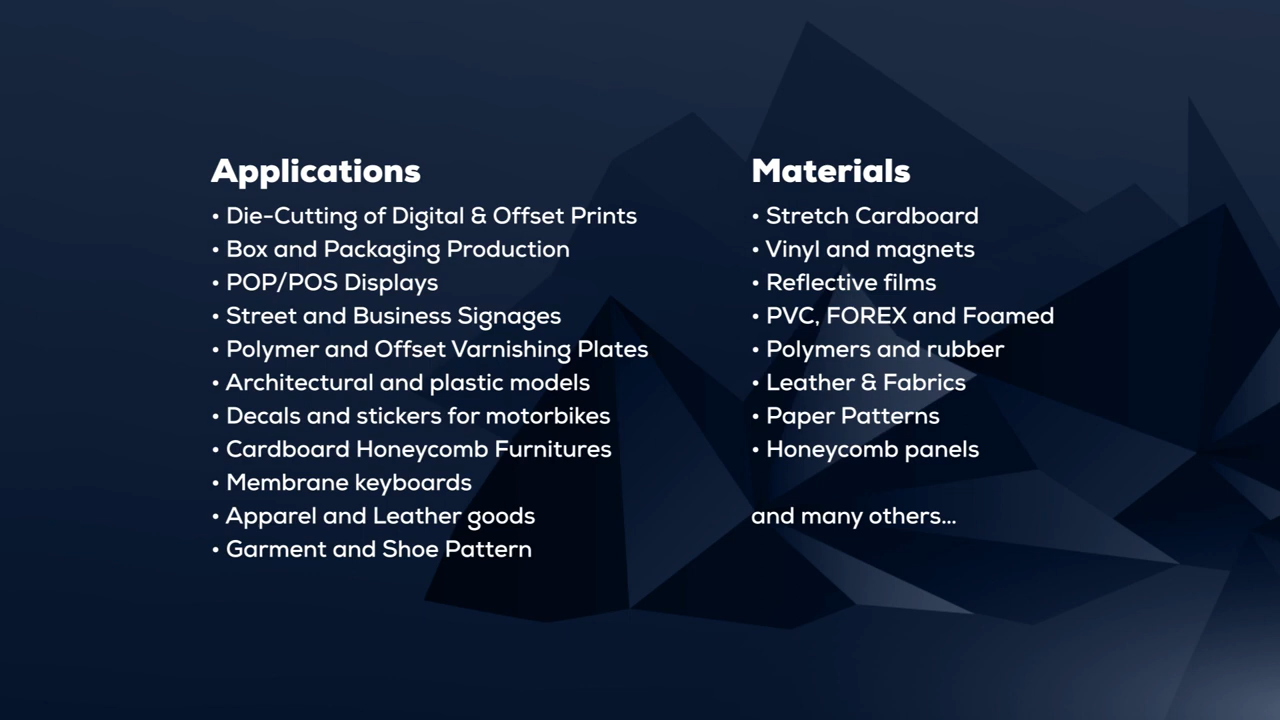 Applications
• Die-Cutting of Digital & Offset Prints
• Box and Packaging Production
• POP/POS Displays
• Street and Business Signages
• Polymer and Offset Varnishing Plates
• Architectural and plastic models
• Decals and stickers for motorbikes
• Cardboard Honeycomb Furnitures
• Membrane keyboards
• Apparel and Leather goods
• Garment and Shoe Pattern
Materials
• Stretch Cardboard
• Vinyl and magnets
• Reflective films
• PVC, FOREX and Foamed
• Polymers and rubber
• Leather & Fabrics
• Paper Patterns
• Honeycomb panels
and many others...